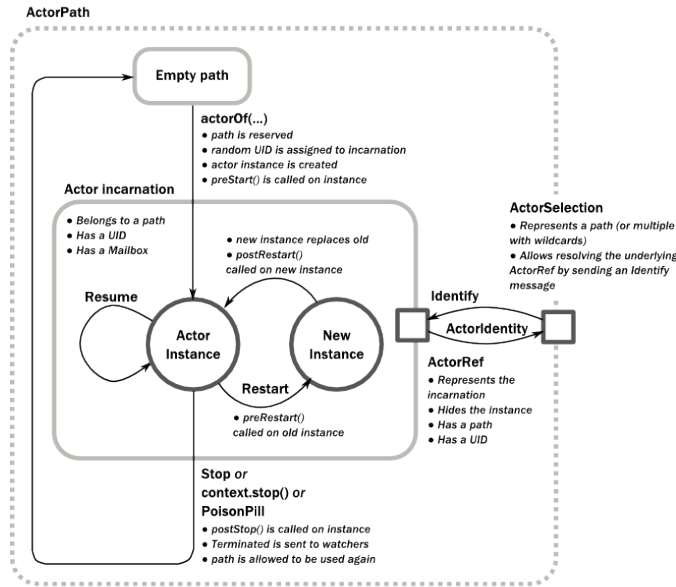 ActorPath
Empty path
actorOf(...)
• path is reserved
• random UID is assigned to incarnation
• actor instance is created
• preStart() is called on instance
Actor incarnation
• Belongs to a path
• Has a UID
• Has a Mailbox
• new instance replaces old
• postRestart()
called on new instance
Resume
Actor
Instance
New
Instance
Restart
• preRestart()
called on old instance
ActorSelection
• Represents a path (or multiple
with wildcards)
• Allows resolving the underlying
ActorRef by sending an Identify
message
Identify
ActorIdentity
ActorRef
• Represents the
incarnation
• Hides the instance
• Has a path
• Has a UID
Stop or
context.stop() or
PoisonPill
• postStop() is called on instance
• Terminated is sent to watchers
• path is allowed to be used again